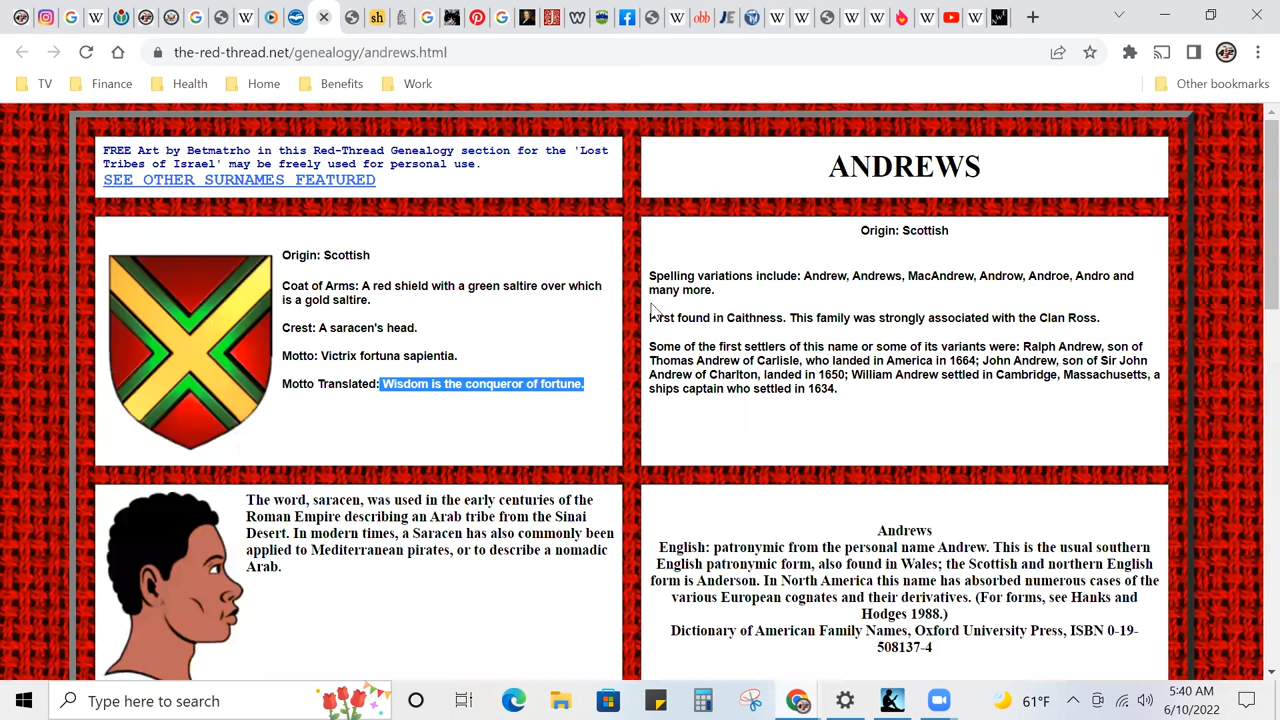 the-red-thread.net/genealogy/andrews.html
TV
Finance
Health
Home
Benefits
Work
Other bookmarks
FREE Art by Betmatrho in this Red-Thread Genealogy section for the 'Lost
Tribes of Israel' may be freely used for personal use.
SEE OTHER SURNAMES FEATURED
ANDREWS
Origin: Scottish
Coat of Arms: A red shield with a green saltire over which
is a gold saltire.
Crest: A saracen's head.
Motto: Victrix fortuna sapientia.
Motto Translated: Wisdom is the conqueror of fortune.
Origin: Scottish
Spelling variations include: Andrew, Andrews, MacAndrew, Androw, Androe, Andro and
many more.
First found in Caithness. This family was strongly associated with the Clan Ross.
Some of the first settlers of this name or some of its variants were: Ralph Andrew, son of
Thomas Andrew of Carlisle, who landed in America in 1664; John Andrew, son of Sir John
Andrew of Charlton, landed in 1650; William Andrew settled in Cambridge, Massachusetts, a
ships captain who settled in 1634.
The word, saracen, was used in the early centuries of the
Roman Empire describing an Arab tribe from the Sinai
Desert. In modern times, a Saracen has also commonly been
applied to Mediterranean pirates, or to describe a nomadic
Arab.
Andrews
English: patronymic from the personal name Andrew. This is the usual southern
English patronymic form, also found in Wales; the Scottish and northern English
form is Anderson. In North America this name has absorbed numerous cases of the
various European cognates and their derivatives. (For forms, see Hanks and
Hodges 1988.)
Dictionary of American Family Names, Oxford University Press, ISBN 0-19-
508137-4
Type here to search
61°F
5:40 AM
6/10/2022